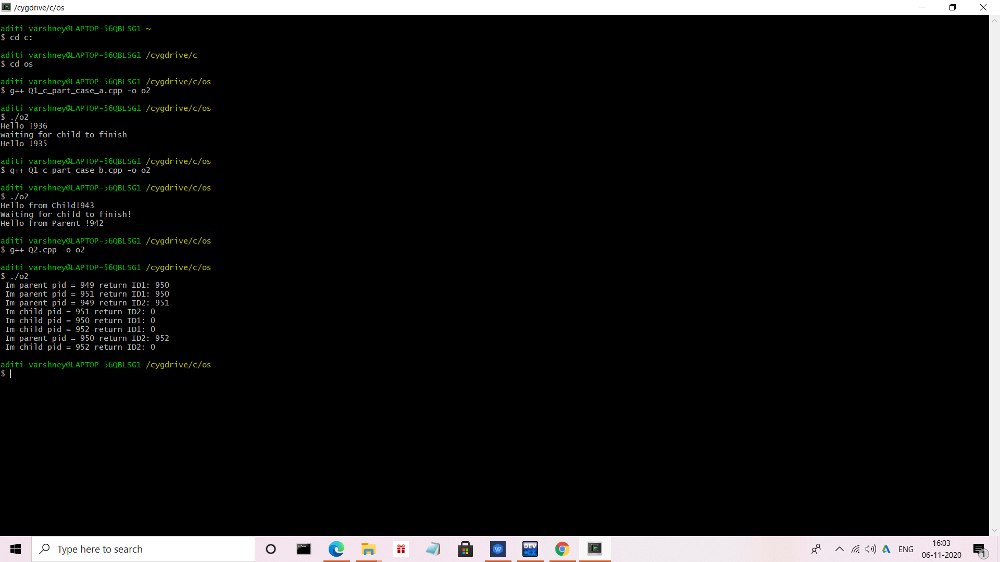 /cygdrive/c/os
aditi varshney@LAPTOP-56QBLSG1 ~
$ cd c:
aditi varshney@LAPTOP-56QBLSG1 /cygdrive/c
$ cd os
aditi varshney@LAPTOP-56QBLSG1 /cygdrive/c/os
$ g++ Q1_c_part_case_a.cpp -o o2
aditi varshney@LAPTOP-56QBLSG1 /cygdrive/c/os
$ ./o2
Hello !936
waiting for child to finish
Hello !935
aditi varshney@LAPTOP-56QBLSG1 /cygdrive/c/os
$ g++ Q1_c_part_case_b.cpp -o o2
aditi varshney@LAPTOP-56QBLSG1 /cygdrive/c/os
$ ./o2
Hello from Child!943
Waiting for child to finish!
Hello from Parent !942
aditi varshney@LAPTOP-56QBLSG1 /cygdrive/c/os
$ g++ Q2.cpp -o o2
aditi varshney@LAPTOP-56QBLSG1 /cygdrive/c/os
$ ./o2
Im parent pid = 949 return ID1: 950
Im parent pid = 951 return ID1: 950
Im parent pid = 949 return ID2: 951
Im child pid = 951 return ID2: 0
Im child pid = 950 return ID1: 0
Im child pid = 952 return ID1: 0
Im parent pid = 950 return ID2: 952
Im child pid = 952 return ID2: 0
aditi varshney@LAPTOP-56QBLSG1 /cygdrive/c/os
$
Type here to search
W
DEV
ENG
16:03
06-11-2020
1